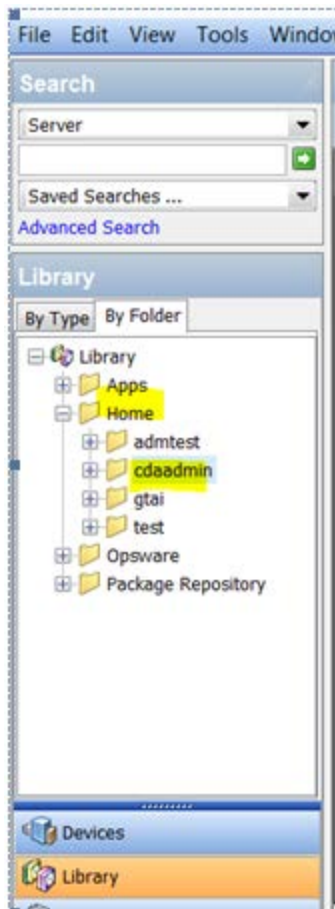 File Edit View Tools Window
Search
Server
Saved Searches ...
Advanced Search
Library
By Type By Folder
Library
Apps
Home
admtest
cdaadmin
gtai
test
Opsware
Package Repository
Devices
Library